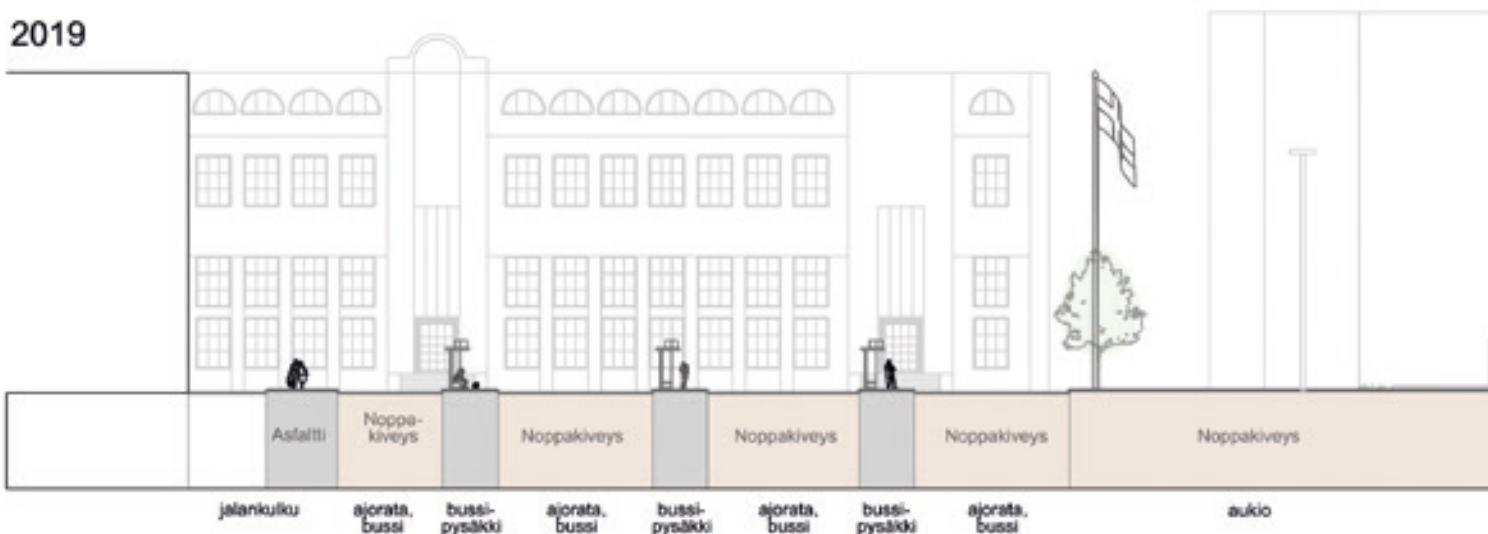 2019
Asfaltti
Noppa-
kiveys
Noppakiveys
Noppakiveys
Noppakiveys
Noppakiveys
jalankulku
ajorata,
bussi
bussi-
pysäkki
ajorata,
bussi
bussi-
pysäkki
ajorata,
bussi
bussi-
pysäkki
ajorata,
bussi
aukio